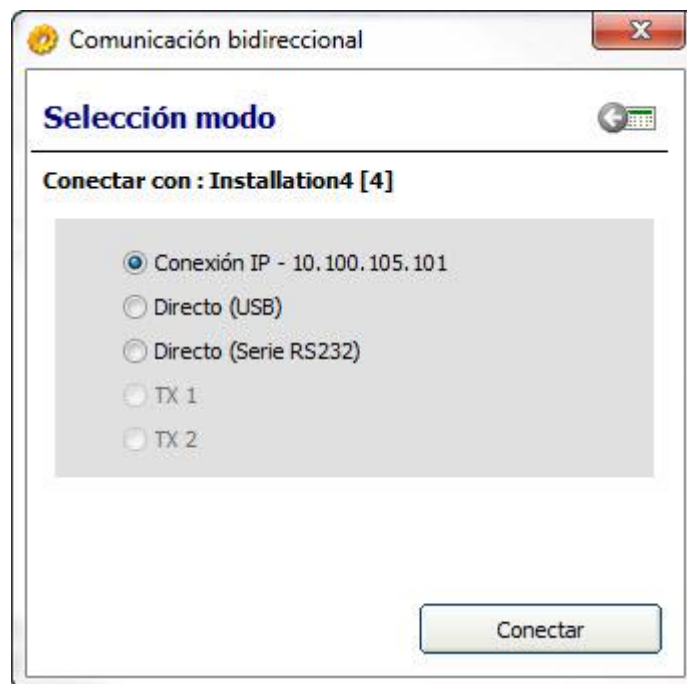 Comunicación bidireccional
Selección modo
Conectar con : Installation4 [4]
Conexión IP - 10.100.105.101
Directo (USB)
Directo (Serie RS232)
TX 1
TX 2
Conectar